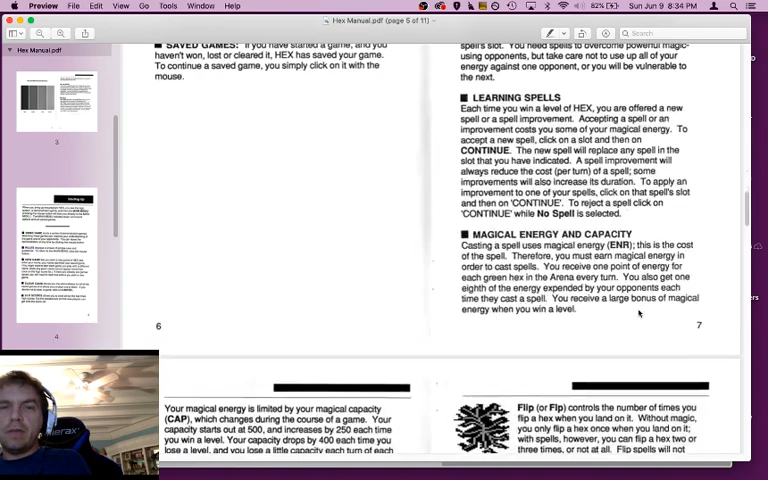 Preview File Edit View Go Tools Window Help
82% Sun Jun 9 8:34 PM
Hex Manual.pdf (page 5 of 11)
Search
Hex Manual.pdf
3
4
SAVED GAMES: If you have started a game, and you
haven't won, lost or cleared it, HEX has saved your game.
To continue a saved game, you simply click on it with the
mouse.
6
spell's slot. You need spells to overcome powerful magic-
using opponents, but take care not to use up all of your
energy against one opponent, or you will be vulnerable to
the next.
LEARNING SPELLS
Each time you win a level of HEX, you are offered a new
spell or a spell improvement. Accepting a spell or an
improvement costs you some of your magical energy. To
accept a new spell, click on a slot and then on
CONTINUE. The new spell will replace any spell in the
slot that you have indicated. A spell improvement will
always reduce the cost (per turn) of a spell; some
improvements will also increase its duration. To apply an
improvement to one of your spells, click on that spell's slot
and then on 'CONTINUE'. To reject a spell click on
'CONTINUE' while No Spell is selected.
MAGICAL ENERGY AND CAPACITY
Casting a spell uses magical energy (ENR); this is the cost
of the spell. Therefore, you must earn magical energy in
order to cast spells. You receive one point of energy for
each green hex in the Arena every turn. You also get one
eighth of the energy expended by your opponents each
time they cast a spell. You receive a large bonus of magical
energy when you win a level.
7
Your magical energy is limited by your magical capacity
(CAP), which changes during the course of a game. Your
capacity starts out at 500, and increases by 250 each time
you win a level. Your capacity drops by 400 each time you
lose a level, and you lose a little capacity each turn of each
Flip (or Flp) controls the number of times you
flip a hex when you land on it. Without magic,
you only flip a hex once when you land on it;
with spells, however, you can flip a hex two or
three times, or not at all. Flip spells will not